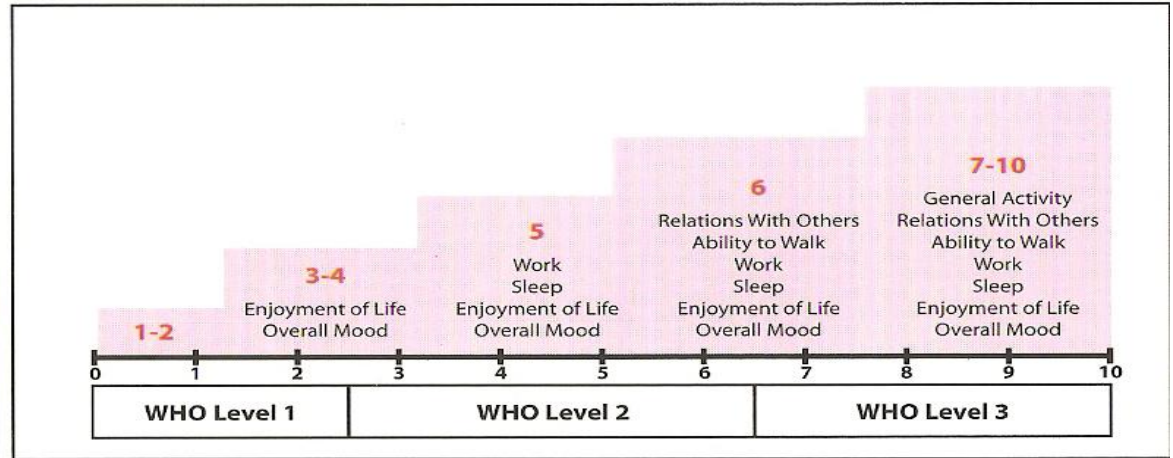 1-2
3-4
Enjoyment of Life
Overall Mood
5
Work
Sleep
Enjoyment of Life
Overall Mood
6
Relations With Others
Ability to Walk
Work
Sleep
Enjoyment of Life
Overall Mood
7-10
General Activity
Relations With Others
Ability to Walk
Work
Sleep
Enjoyment of Life
Overall Mood
0 1 2 3 4 5 6 7 8 9 10
WHO Level 1 WHO Level 2 WHO Level 3